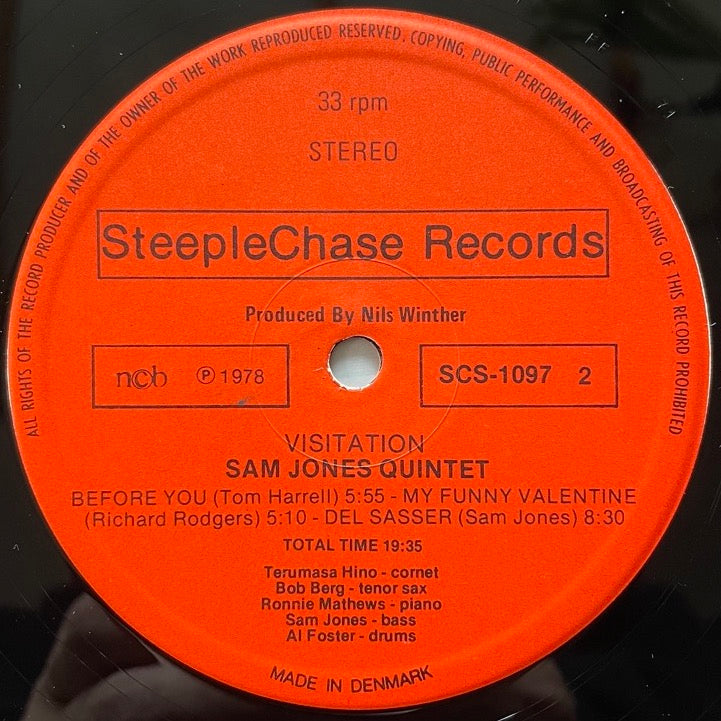 ALL RIGHTS OF THE RECORD PRODUCER AND OF THE OWNER OF THE WORK REPRODUCED RESERVED. COPYING, PUBLIC PERFORMANCE AND BROADCASTING OF THIS RECORD PROHIBITED
33 rpm
STEREO
SteepleChase Records
Produced By Nils Winther
ncb ℗ 1978
SCS-1097 2
VISITATION
SAM JONES QUINTET
BEFORE YOU (Tom Harrell) 5:55 - MY FUNNY VALENTINE
(Richard Rodgers) 5:10 - DEL SASSER (Sam Jones) 8:30
TOTAL TIME 19:35
Terumasa Hino - cornet
Bob Berg - tenor sax
Ronnie Mathews - piano
Sam Jones - bass
Al Foster - drums
MADE IN DENMARK